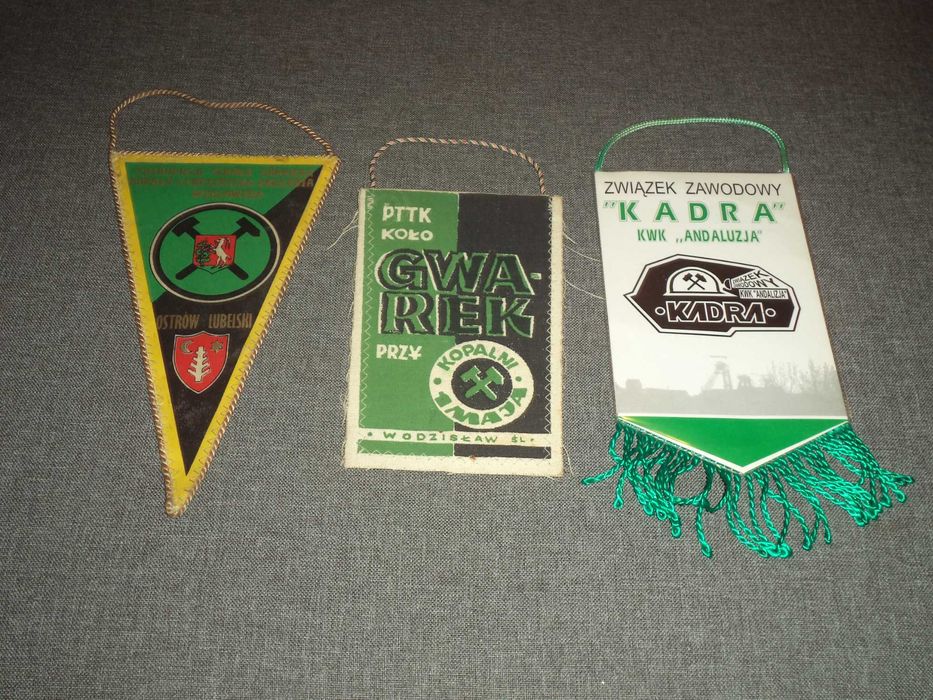 OSTRÓW LUBELSKI
PTTK
KOŁO
GWA-
REK
PRZY
KOPALNI
1 MAJA
WODZISŁAW ŚL.
ZWIĄZEK ZAWODOWY
"KADRA"
KWK „ANDALUZJA"
ZWIĄZEK
ZAWODOWY
KWK "ANDALIZJA"
·KADRA·